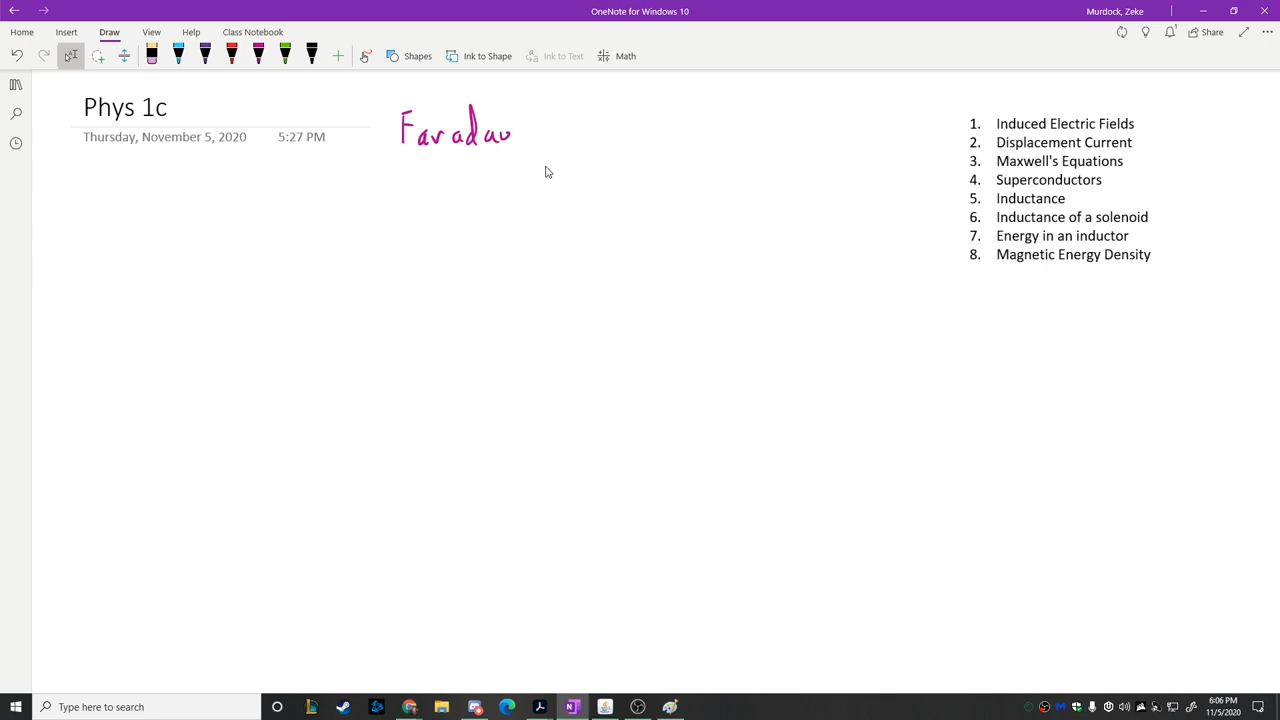 OneNote for Windows 10
Murdock, Zeke
Home Insert Draw View Help Class Notebook
Share
Shapes Ink to Shape Ink to Text Math
Phys 1c
Thursday, November 5, 2020 5:27 PM
Faradau
1. Induced Electric Fields
2. Displacement Current
3. Maxwell's Equations
4. Superconductors
5. Inductance
6. Inductance of a solenoid
7. Energy in an inductor
8. Magnetic Energy Density
Type here to search
6:06 PM
11/5/2020